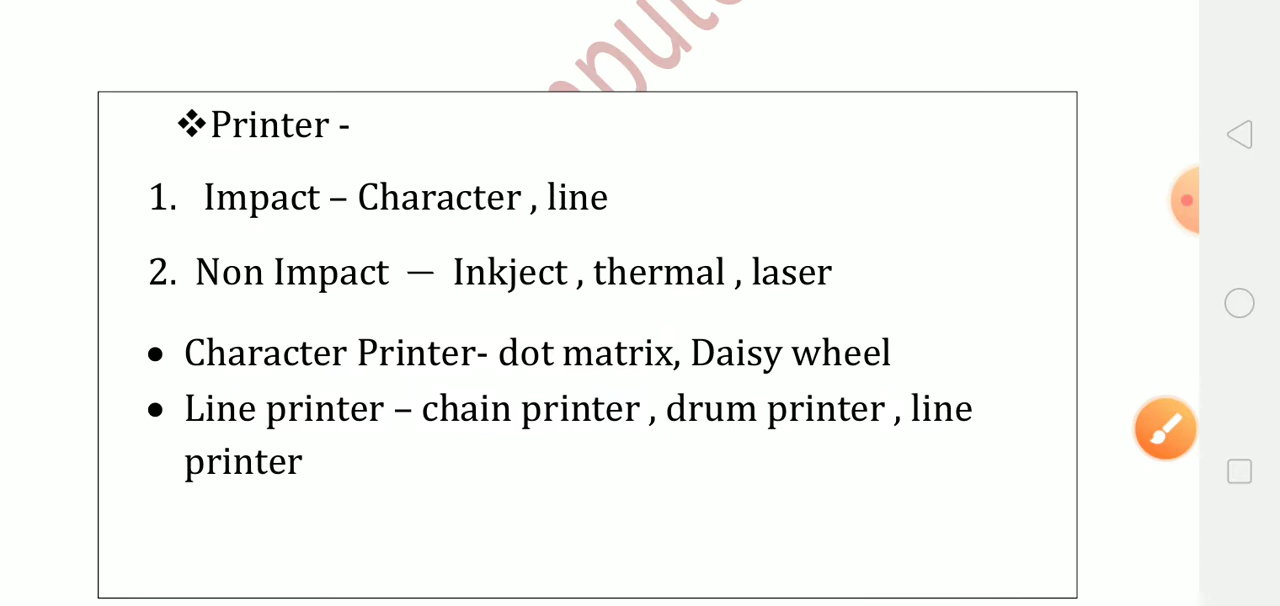 ❖Printer -
1. Impact – Character , line
2. Non Impact — Inkject , thermal , laser
• Character Printer- dot matrix, Daisy wheel
• Line printer – chain printer , drum printer , line
printer